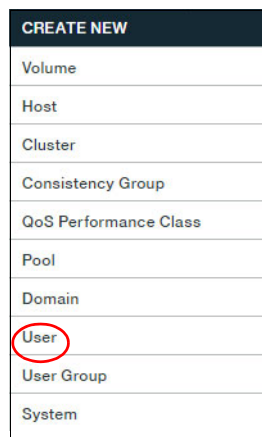 CREATE NEW
Volume
Host
Cluster
Consistency Group
QoS Performance Class
Pool
Domain
User
User Group
System